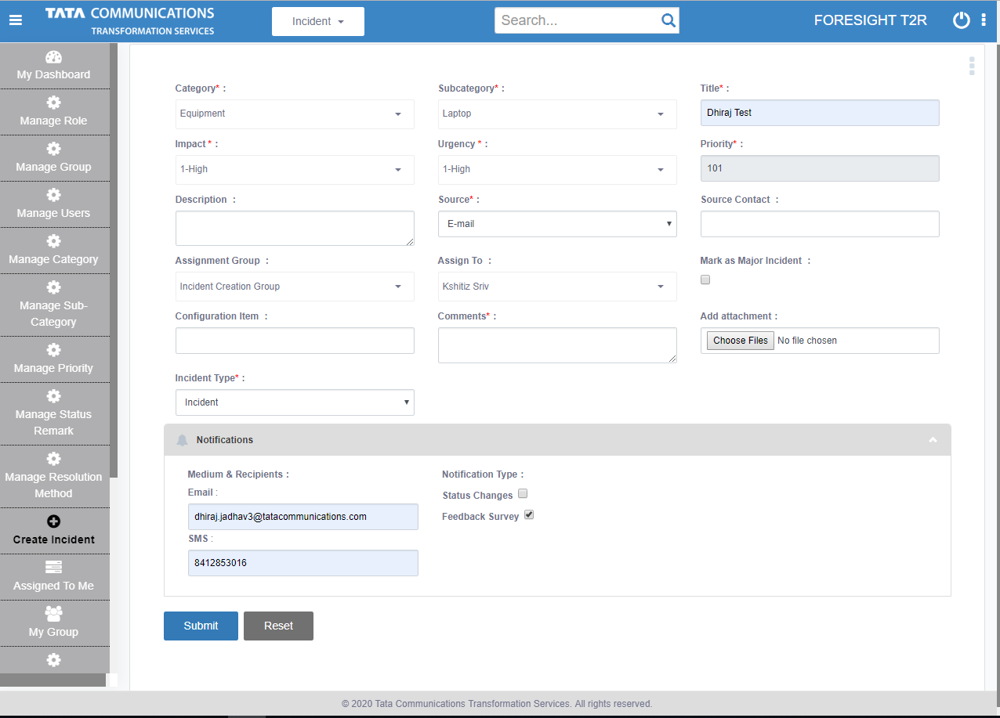 TATA COMMUNICATIONS
TRANSFORMATION SERVICES
Incident
Search...
FORESIGHT T2R
My Dashboard
Manage Role
Manage Group
Manage Users
Manage Category
Manage Sub-
Category
Manage Priority
Manage Status
Remark
Manage Resolution
Method
Create Incident
Assigned To Me
My Group
Category* :
Subcategory* :
Title* :
Equipment
Laptop
Dhiraj Test
Impact * :
Urgency * :
Priority* :
1-High
1-High
101
Description :
Source* :
Source Contact :
E-mail
Assignment Group :
Assign To :
Mark as Major Incident :
Incident Creation Group
Kshitiz Sriv
Configuration Item :
Comments* :
Add attachment :
Choose Files No file chosen
Incident Type* :
Incident
Notifications
Medium & Recipients :
Notification Type :
Email :
Status Changes
dhiraj.jadhav3@tatacommunications.com
Feedback Survey
SMS :
8412853016
Submit
Reset
© 2020 Tata Communications Transformation Services. All rights reserved.